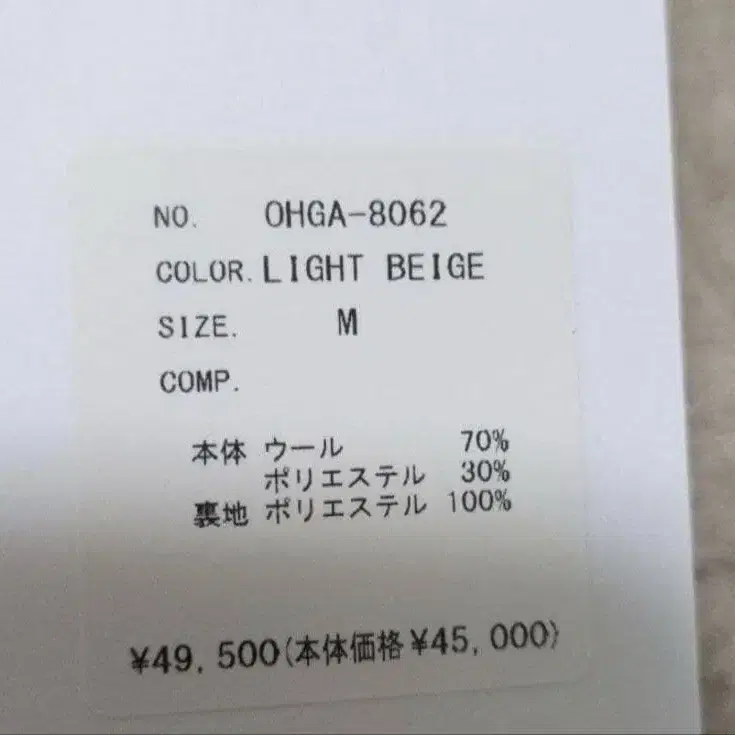 NO. OHGA-8062
COLOR. LIGHT BEIGE
SIZE. M
COMP.
本体 ウール 70%
ポリエステル 30%
裏地 ポリエステル 100%
¥49,500(本体価格¥45,000)